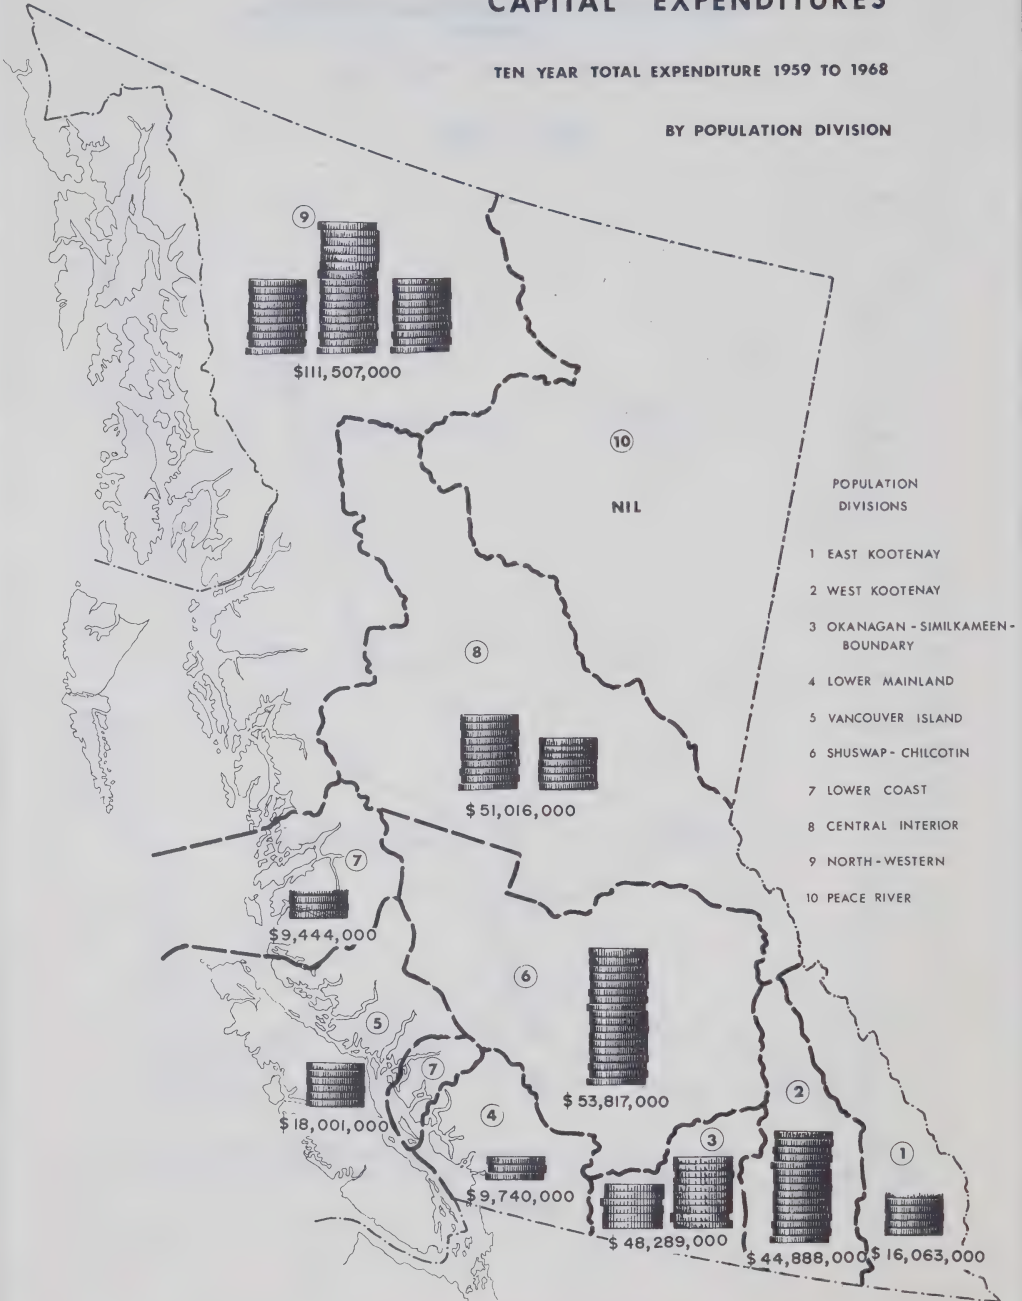 CAPITAL EXPENDITURES
TEN YEAR TOTAL EXPENDITURE 1959 TO 1968
BY POPULATION DIVISION
9
$111,507,000
10
NIL
POPULATION
DIVISIONS
1 EAST KOOTENAY
2 WEST KOOTENAY
3 OKANAGAN - SIMILKAMEEN -
BOUNDARY
4 LOWER MAINLAND
5 VANCOUVER ISLAND
6 SHUSWAP - CHILCOTIN
7 LOWER COAST
8 CENTRAL INTERIOR
9 NORTH - WESTERN
10 PEACE RIVER
8
$51,016,000
7
$9,444,000
6
$53,817,000
5
$18,001,000
7
4
$9,740,000
3
$48,289,000
2
$44,888,000
1
$16,063,000